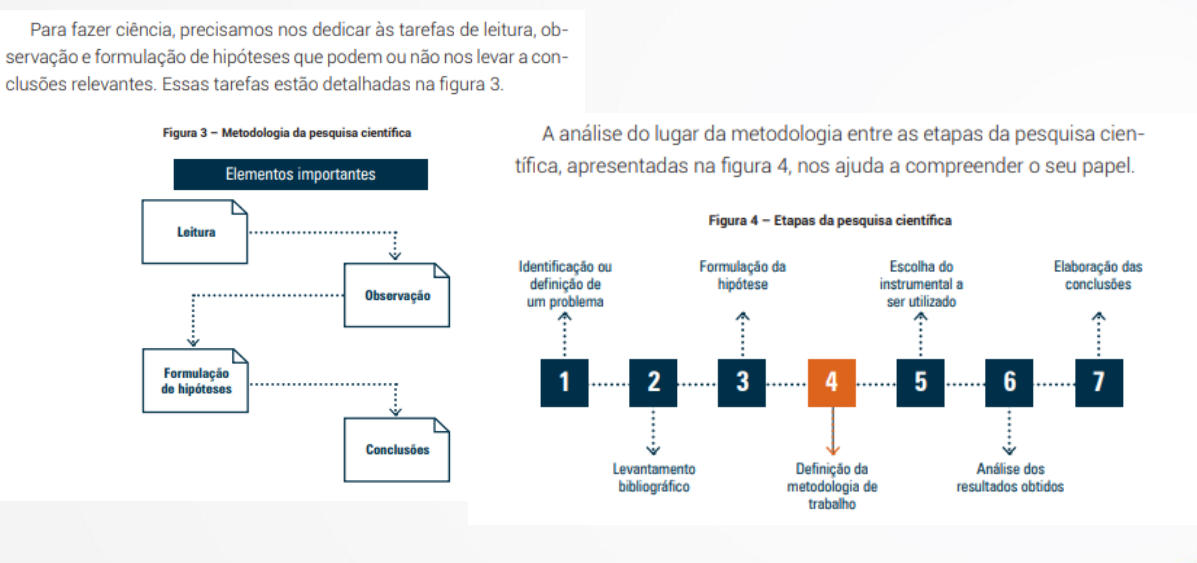 Para fazer ciência, precisamos nos dedicar às tarefas de leitura, ob-
servação e formulação de hipóteses que podem ou não nos levar a con-
clusões relevantes. Essas tarefas estão detalhadas na figura 3.
Figura 3 – Metodologia da pesquisa científica
Elementos importantes
Leitura
Observação
Formulação
de hipóteses
Conclusões
A análise do lugar da metodologia entre as etapas da pesquisa cien-
tífica, apresentadas na figura 4, nos ajuda a compreender o seu papel.
Figura 4 – Etapas da pesquisa científica
Identificação ou
definição de
um problema
Formulação da
hipótese
Escolha do
instrumental a
ser utilizado
Elaboração das
conclusões
1 2 3 4 5 6 7
Levantamento
bibliográfico
Definição da
metodologia de
trabalho
Análise dos
resultados obtidos